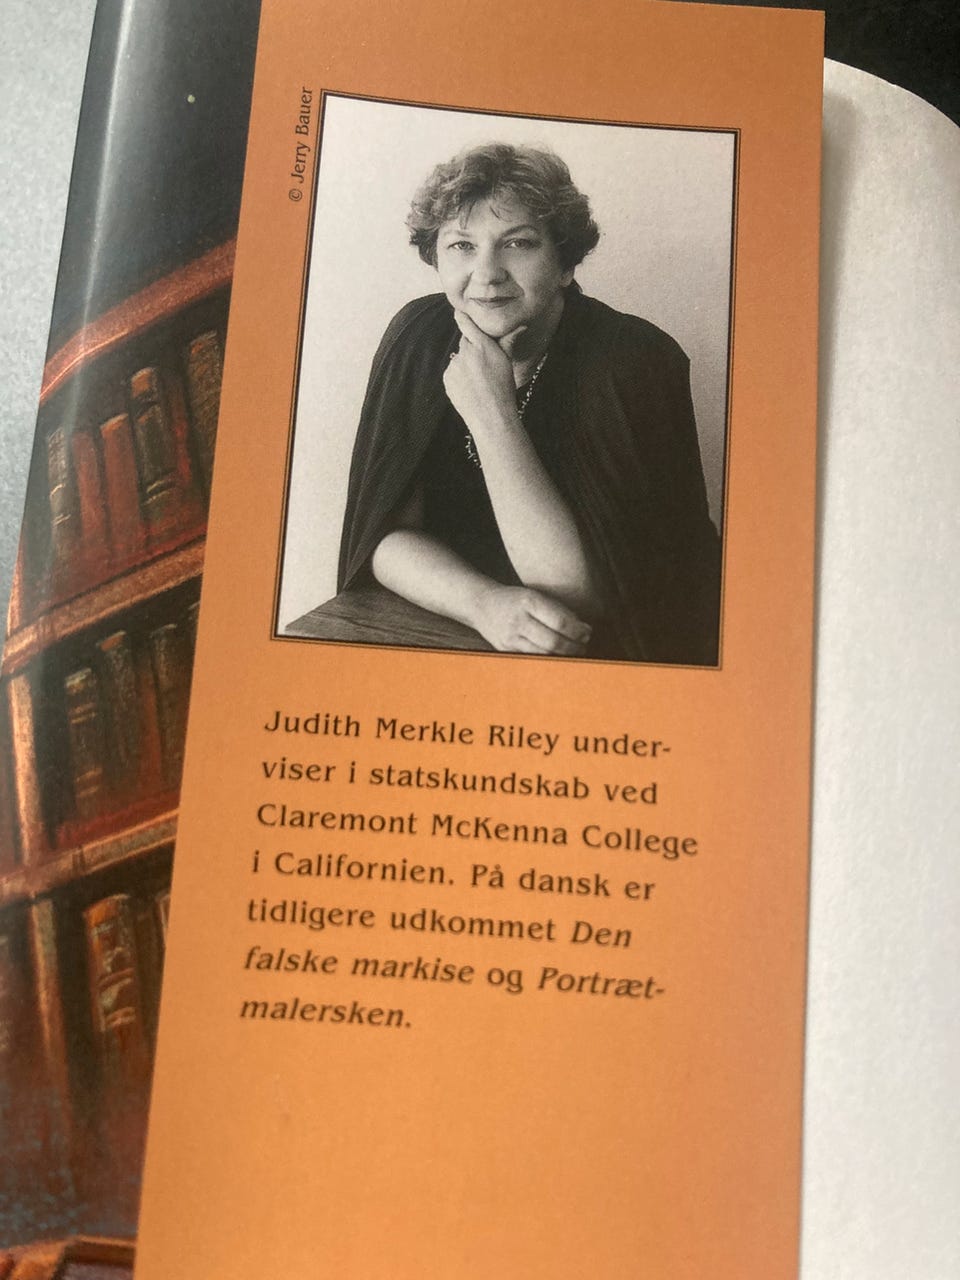 © Jerry Bauer
Judith Merkle Riley under-
viser i statskundskab ved
Claremont McKenna College
i Californien. På dansk er
tidligere udkommet Den
falske markise og Portræt-
malersken.